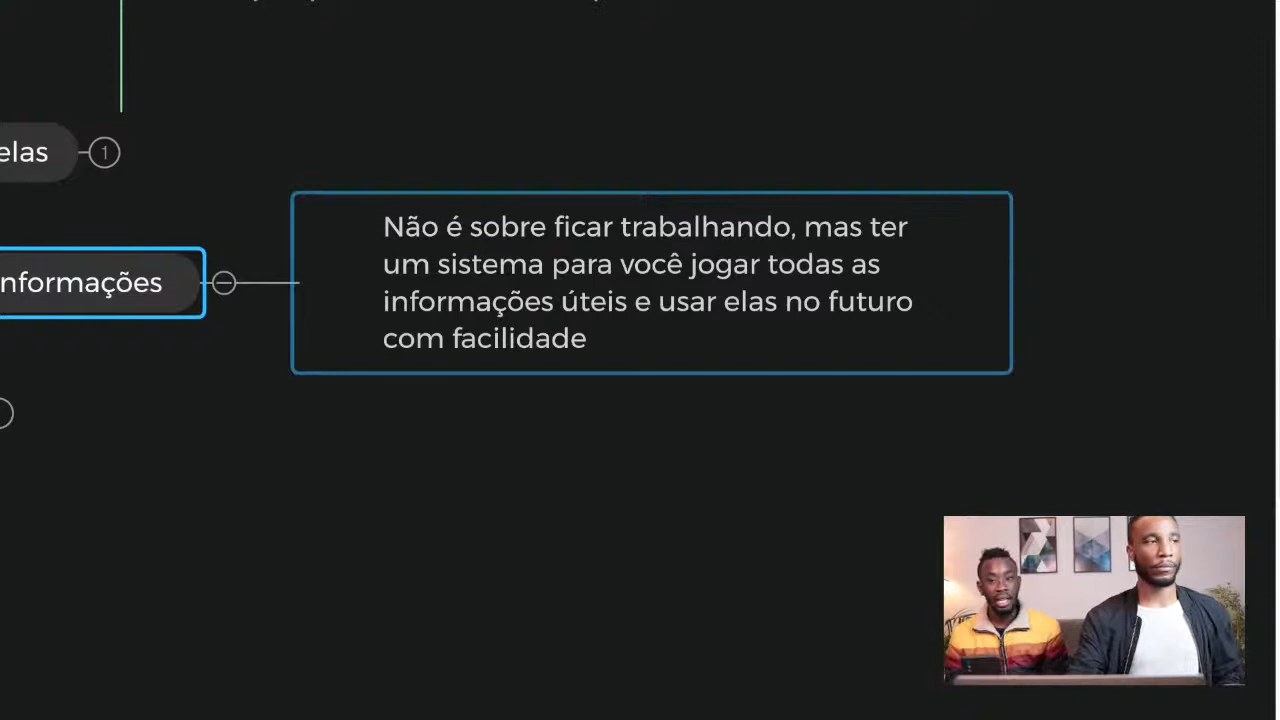 elas
1
Não é sobre ficar trabalhando, mas ter
um sistema para você jogar todas as
informações úteis e usar elas no futuro
com facilidade
nformações